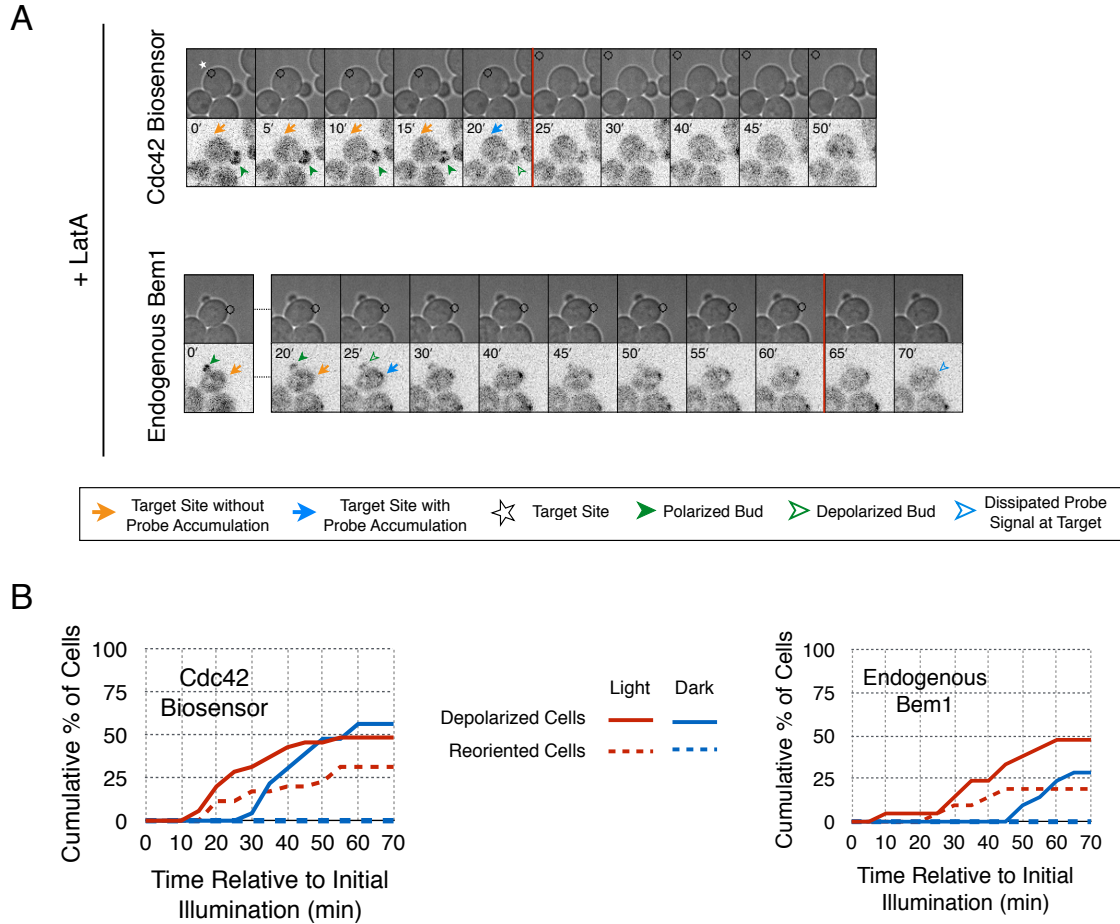 A
+ LatA
Cdc42 Biosensor
0′ 5′ 10′ 15′ 20′ 25′ 30′ 40′ 45′ 50′
Endogenous Bem1
0′ 20′ 25′ 30′ 40′ 45′ 50′ 55′ 60′ 65′ 70′
Target Site without
Probe Accumulation
Target Site with
Probe Accumulation
Target Site
Polarized Bud
Depolarized Bud
Dissipated Probe
Signal at Target
B
Cumulative % of Cells
100
75
50
25
0
Cdc42
Biosensor
0 10 20 30 40 50 60 70
Time Relative to Initial
Illumination (min)
Light Dark
Depolarized Cells
Reoriented Cells
Cumulative % of Cells
100
75
50
25
0
Endogenous
Bem1
0 10 20 30 40 50 60 70
Time Relative to Initial
Illumination (min)